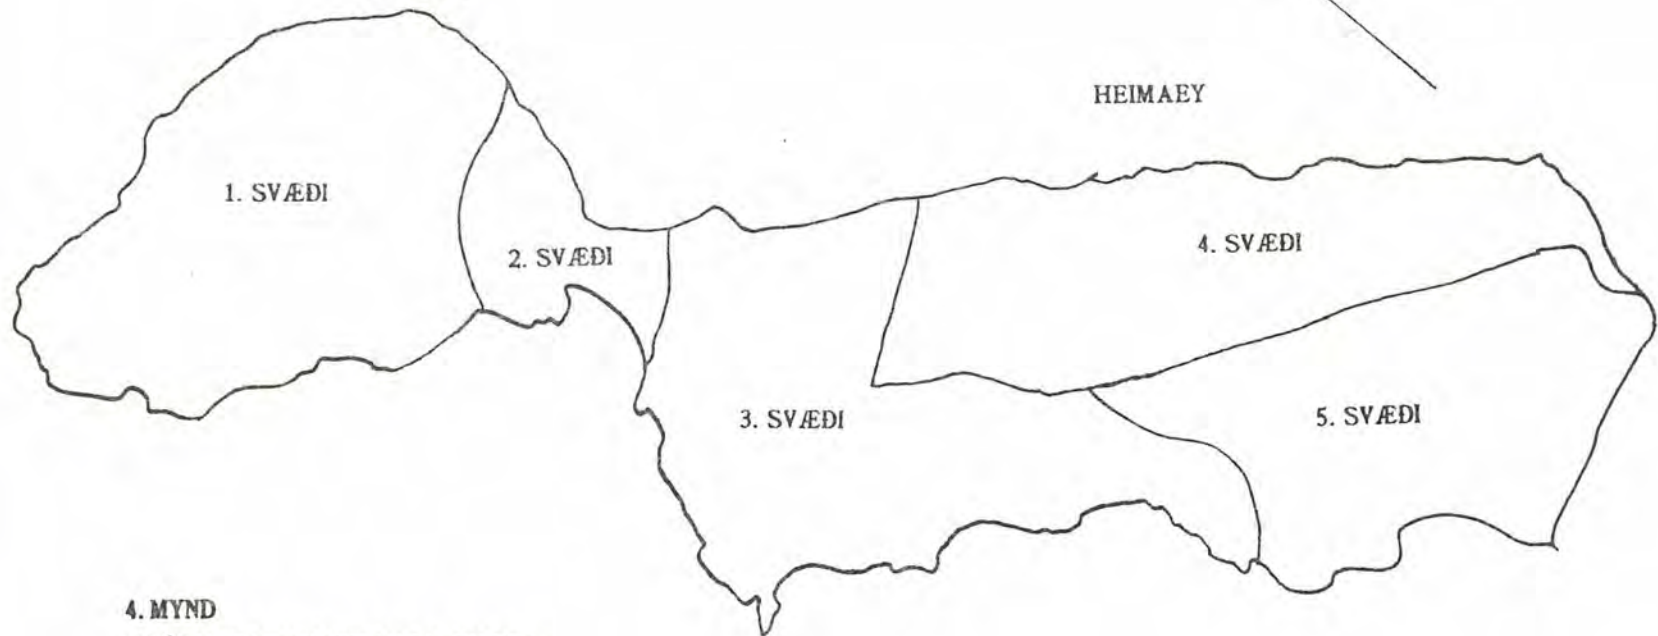 HEIMAEY
1. SVÆÐI
2. SVÆÐI
4. SVÆÐI
3. SVÆÐI
5. SVÆÐI
4. MYND